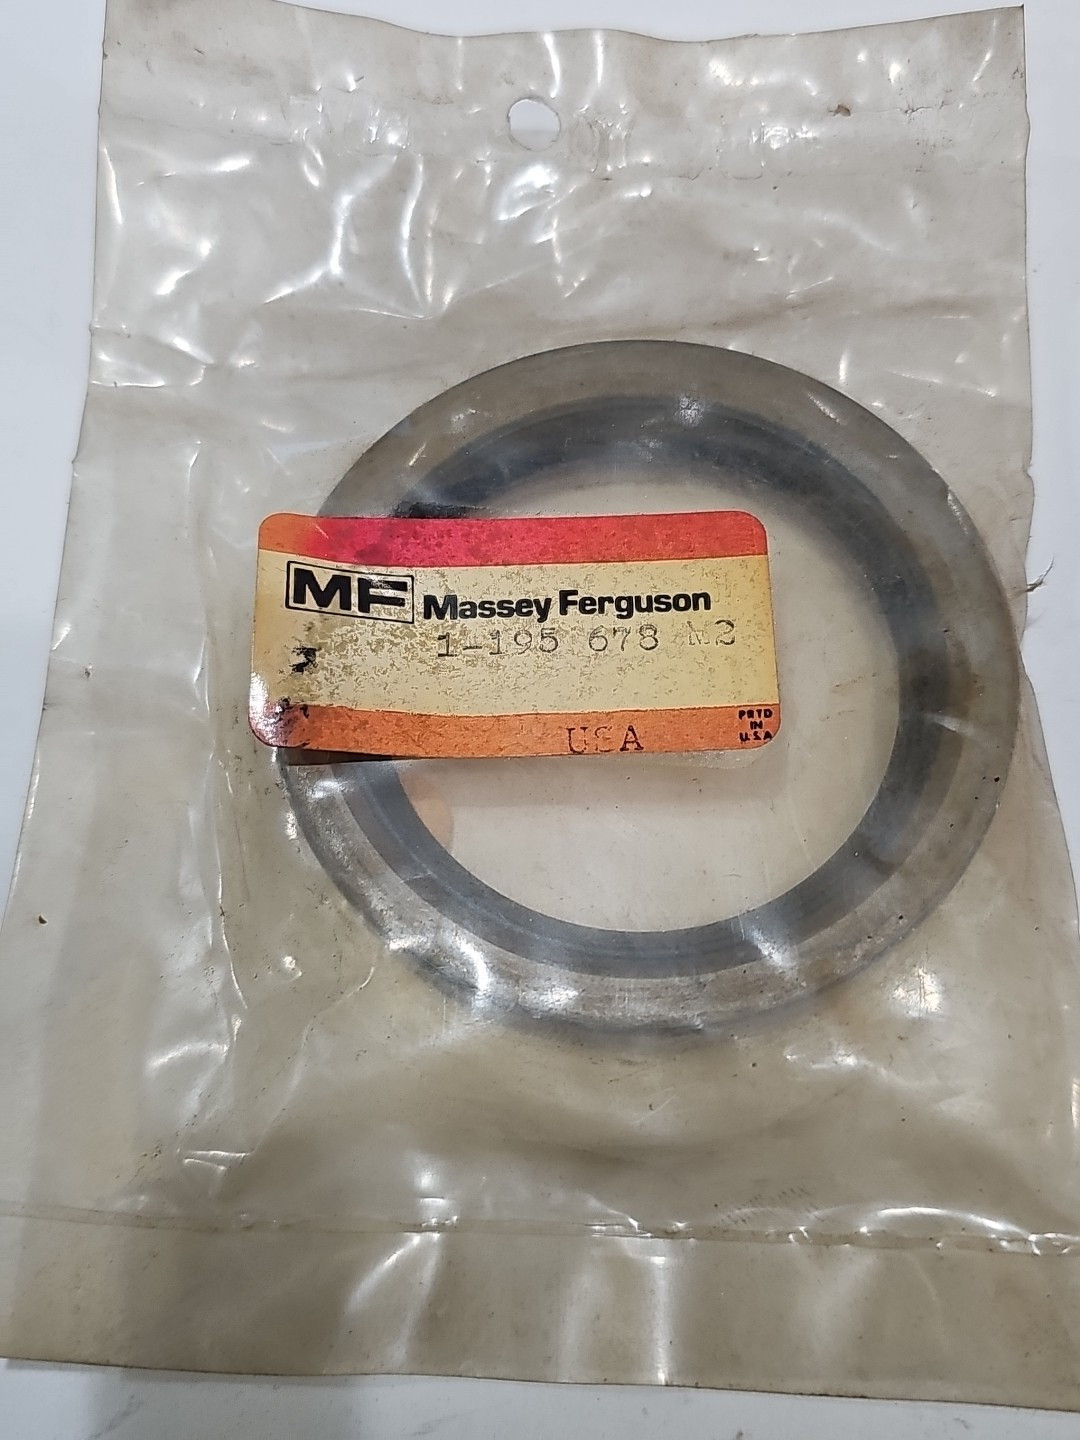 MF Massey Ferguson
1-195 678 M2
USA
PRTD
IN
U.S.A